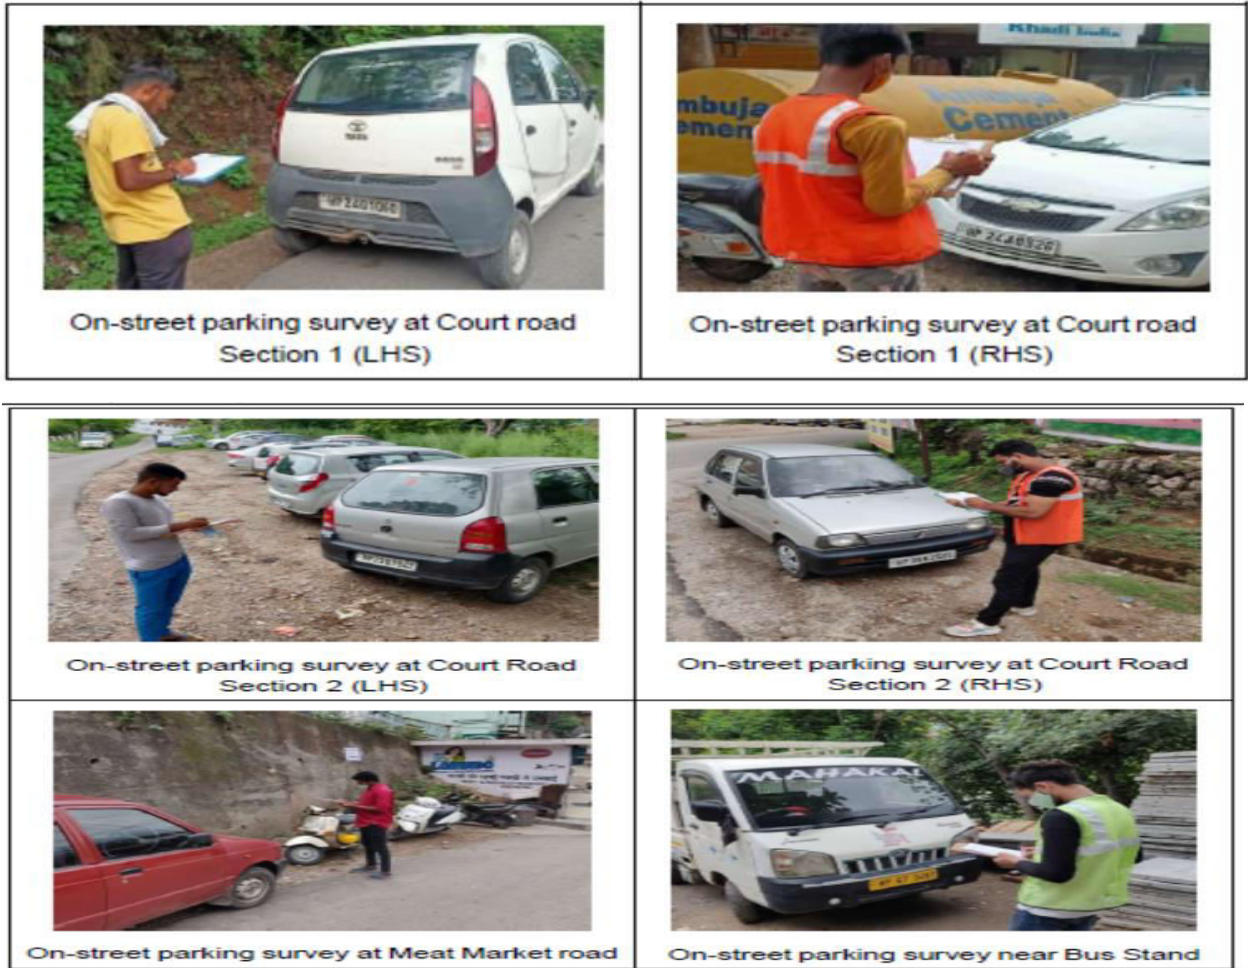 Khadi India
Ambuja
Cement
On-street parking survey at Court road
Section 1 (LHS)
On-street parking survey at Court road
Section 1 (RHS)
On-street parking survey at Court Road
Section 2 (LHS)
On-street parking survey at Court Road
Section 2 (RHS)
MAHAKAL
On-street parking survey at Meat Market road
On-street parking survey near Bus Stand